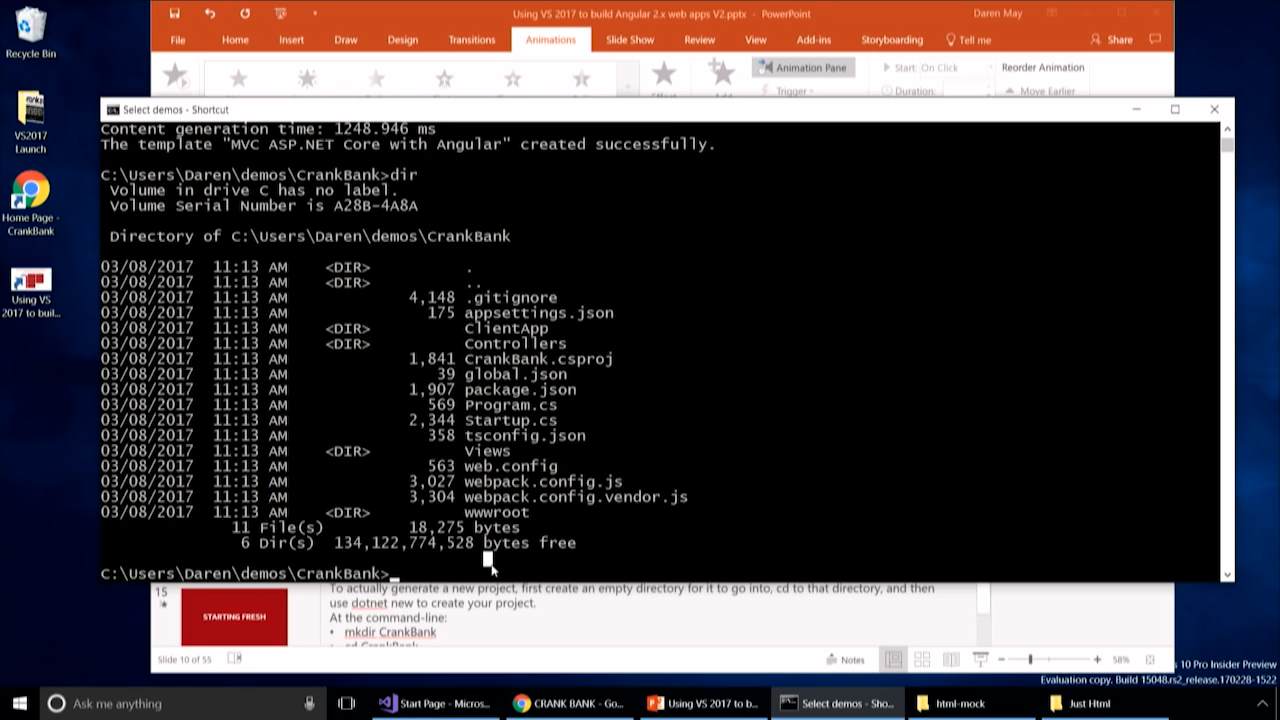 Using VS 2017 to build Angular 2.x web apps V2.pptx - PowerPoint
Daren May
File Home Insert Draw Design Transitions Animations Slide Show Review View Add-ins Storyboarding Tell me Share
Animation Pane
Start: On Click
Reorder Animation
Trigger
Duration:
Move Earlier
Recycle Bin
VS2017
Launch
Home Page -
CrankBank
Using VS
2017 to buil...
Select demos - Shortcut
Content generation time: 1248.946 ms
The template "MVC ASP.NET Core with Angular" created successfully.
C:\Users\Daren\demos\CrankBank>dir
Volume in drive C has no label.
Volume Serial Number is A28B-4A8A
Directory of C:\Users\Daren\demos\CrankBank
03/08/2017 11:13 AM <DIR> .
03/08/2017 11:13 AM <DIR> ..
03/08/2017 11:13 AM 4,148 .gitignore
03/08/2017 11:13 AM 175 appsettings.json
03/08/2017 11:13 AM <DIR> ClientApp
03/08/2017 11:13 AM <DIR> Controllers
03/08/2017 11:13 AM 1,841 CrankBank.csproj
03/08/2017 11:13 AM 39 global.json
03/08/2017 11:13 AM 1,907 package.json
03/08/2017 11:13 AM 569 Program.cs
03/08/2017 11:13 AM 2,344 Startup.cs
03/08/2017 11:13 AM 358 tsconfig.json
03/08/2017 11:13 AM <DIR> Views
03/08/2017 11:13 AM 563 web.config
03/08/2017 11:13 AM 3,027 webpack.config.js
03/08/2017 11:13 AM 3,304 webpack.config.vendor.js
03/08/2017 11:13 AM <DIR> wwwroot
11 File(s) 18,275 bytes
6 Dir(s) 134,122,774,528 bytes free
C:\Users\Daren\demos\CrankBank>
15
STARTING FRESH
To actually generate a new project, first create an empty directory for it to go into, cd to that directory, and then
use dotnet new to create your project.
At the command-line:
• mkdir CrankBank
Slide 10 of 55
Notes
58%
s 10 Pro Insider Preview
Evaluation copy. Build 15048.rs2_release.170228-1522
Ask me anything
Start Page - Micros...
CRANK BANK - Go...
Using VS 2017 to b...
Select demos - Sho...
html-mock
Just Html